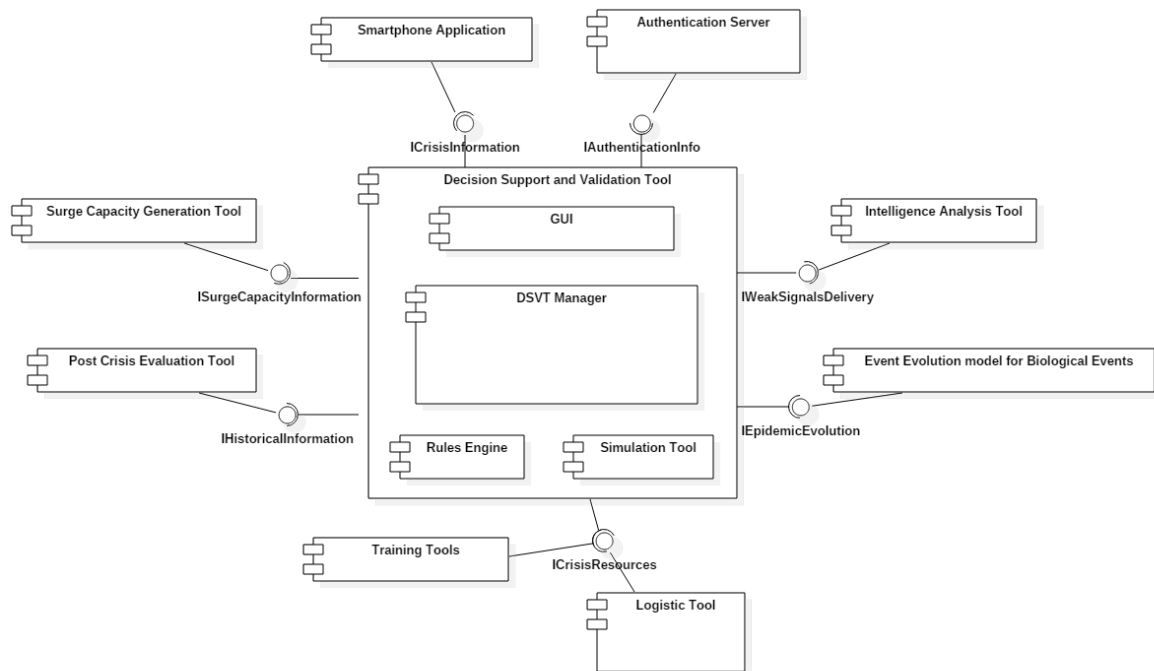 Smartphone Application
Authentication Server
ICrisisInformation
IAuthenticationInfo
Decision Support and Validation Tool
Surge Capacity Generation Tool
GUI
Intelligence Analysis Tool
ISurgeCapacityInformation
IWeakSignalsDelivery
DSVT Manager
Post Crisis Evaluation Tool
Event Evolution model for Biological Events
IHistoricalInformation
IEpidemicEvolution
Rules Engine
Simulation Tool
Training Tools
ICrisisResources
Logistic Tool